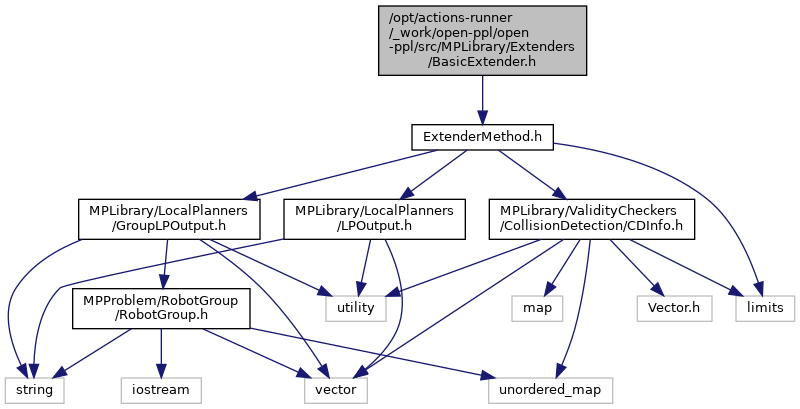 /opt/actions-runner
/_work/open-ppl/open
-ppl/src/MPLibrary/Extenders
/BasicExtender.h
ExtenderMethod.h
MPLibrary/LocalPlanners
/GroupLPOutput.h
MPLibrary/LocalPlanners
/LPOutput.h
MPLibrary/ValidityCheckers
/CollisionDetection/CDInfo.h
MPProblem/RobotGroup
/RobotGroup.h
utility
map
Vector.h
limits
string
iostream
vector
unordered_map